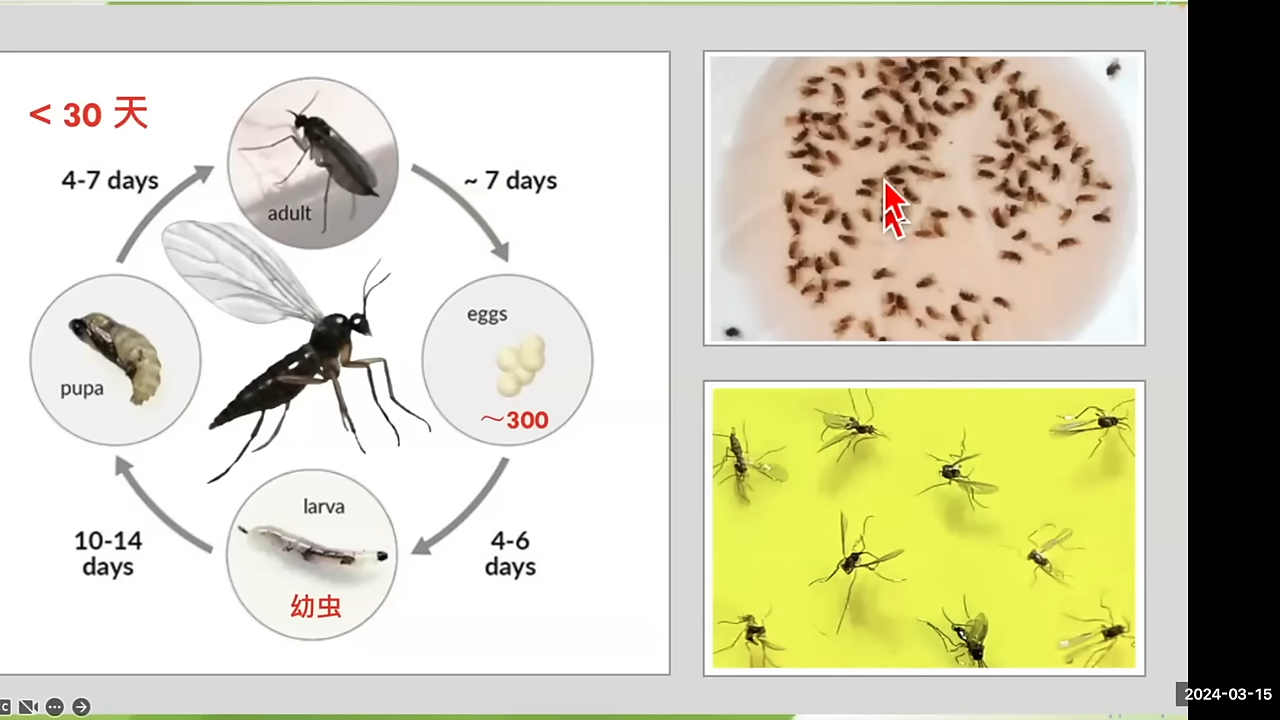 < 30 天
4-7 days
adult
~ 7 days
eggs
～300
pupa
larva
幼虫
10-14
days
4-6
days
2024-03-15